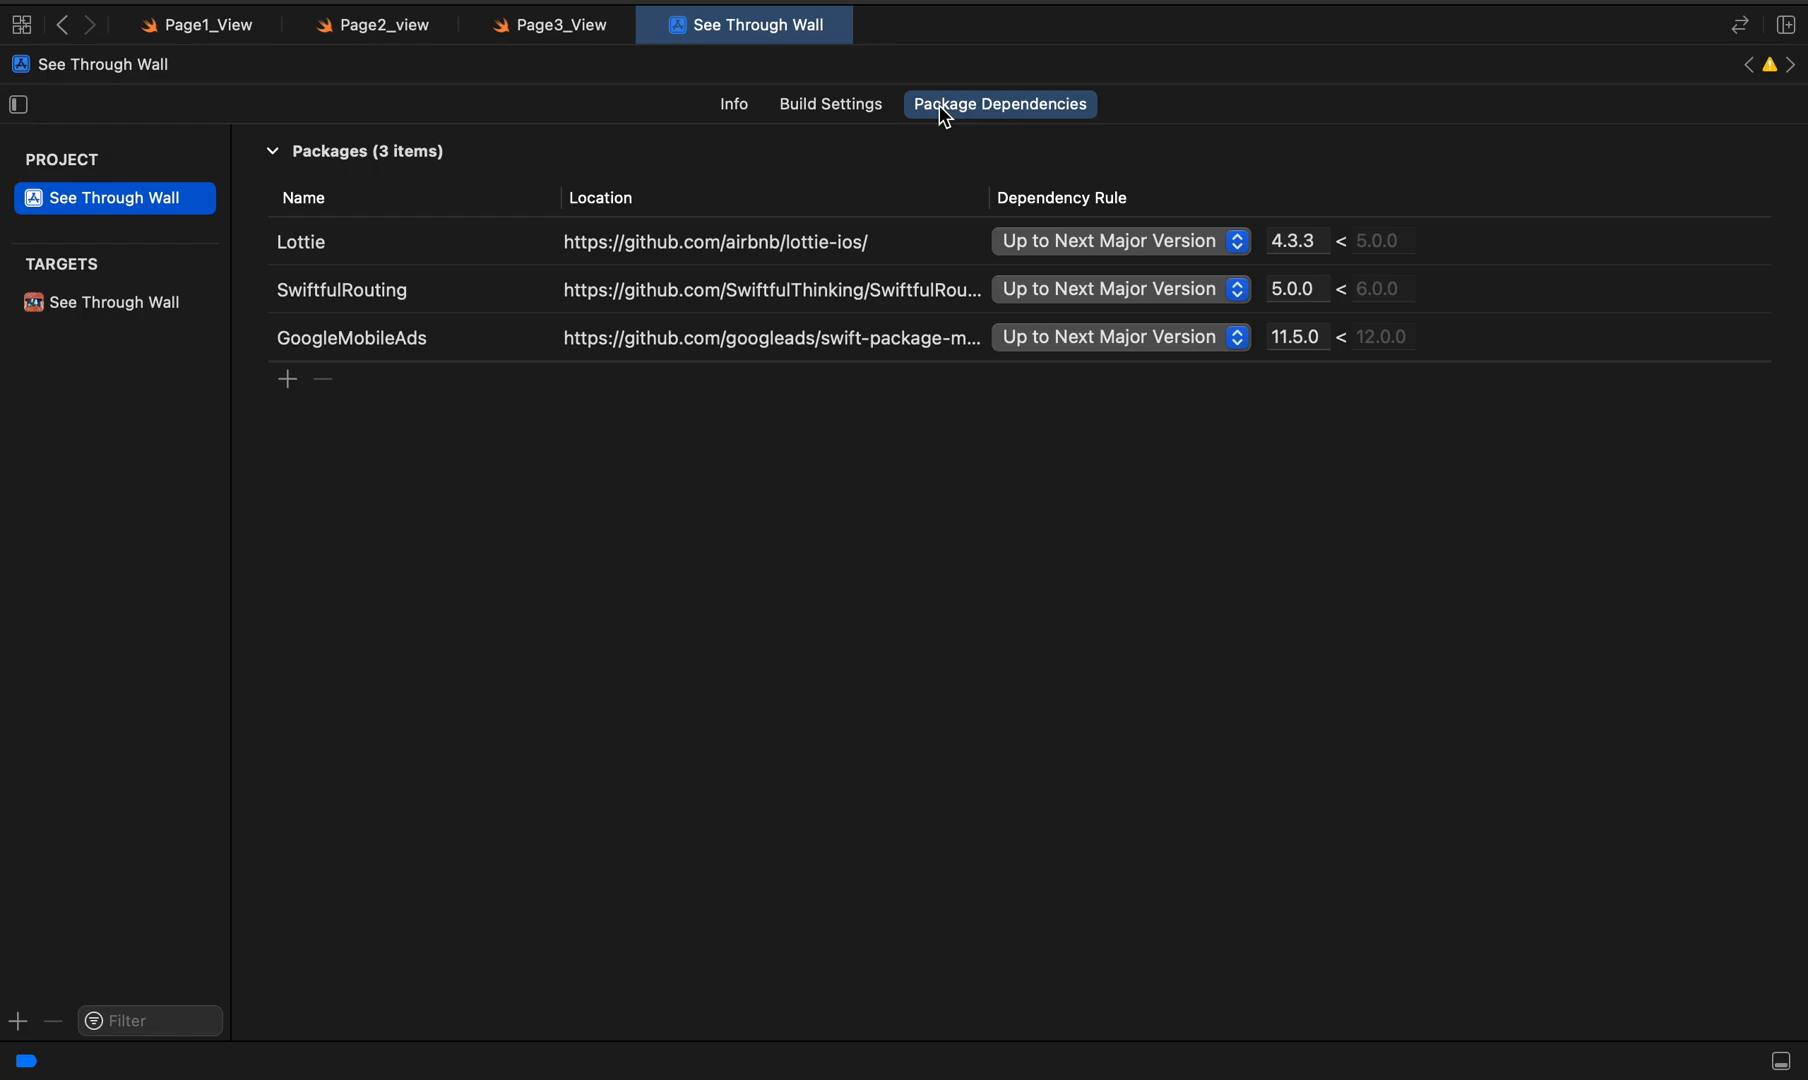 Page1_View Page2_view Page3_View See Through Wall
See Through Wall
Info Build Settings Package Dependencies
PROJECT
See Through Wall
TARGETS
See Through Wall
Packages (3 items)
Name Location Dependency Rule
Lottie https://github.com/airbnb/lottie-ios/ Up to Next Major Version 4.3.3 < 5.0.0
SwiftfulRouting https://github.com/SwiftfulThinking/SwiftfulRou... Up to Next Major Version 5.0.0 < 6.0.0
GoogleMobileAds https://github.com/googleads/swift-package-m... Up to Next Major Version 11.5.0 < 12.0.0
Filter